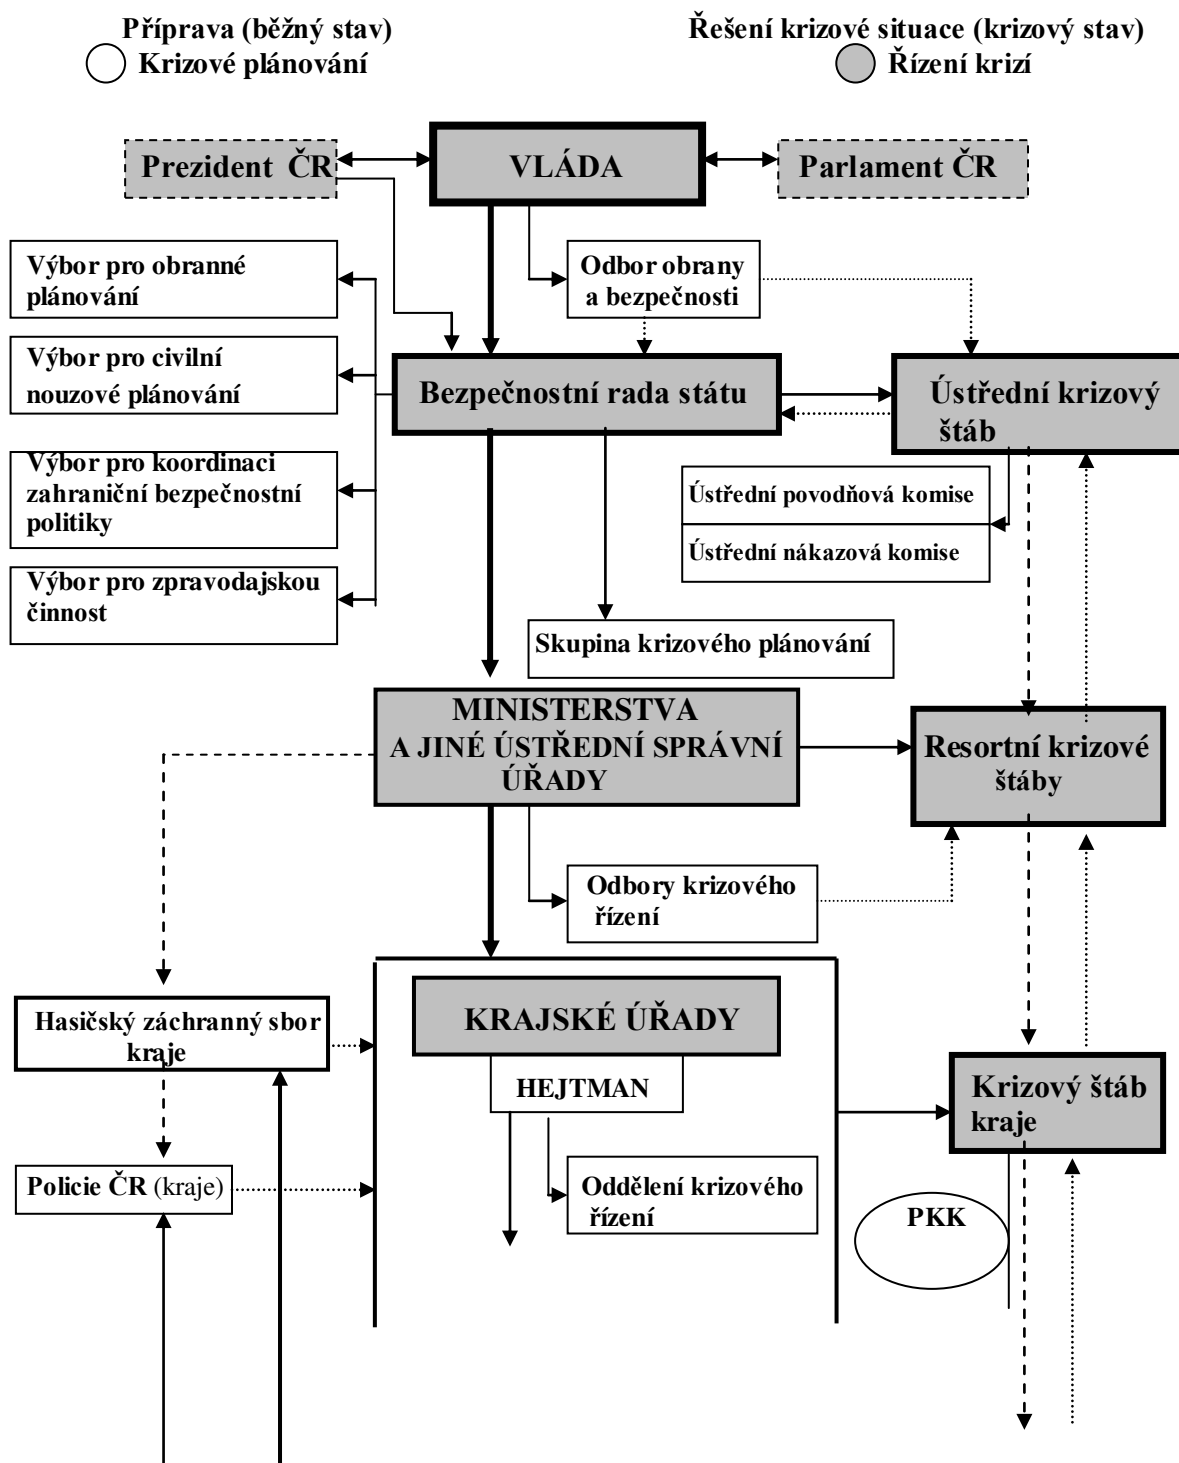 Příprava (běžný stav)
Krizové plánování
Řešení krizové situace (krizový stav)
Řízení krizí
Prezident ČR
VLÁDA
Parlament ČR
Výbor pro obranné
plánování
Odbor obrany
a bezpečnosti
Výbor pro civilní
nouzové plánování
Bezpečnostní rada státu
Ústřední krizový
štáb
Výbor pro koordinaci
zahraniční bezpečnostní
politiky
Ústřední povodňová komise
Ústřední nákazová komise
Výbor pro zpravodajskou
činnost
Skupina krizového plánování
MINISTERSTVA
A JINÉ ÚSTŘEDNÍ SPRÁVNÍ
ÚŘADY
Resortní krizové
štáby
Odbory krizového
řízení
Hasičský záchranný sbor
kraje
KRAJSKÉ ÚŘADY
HEJTMAN
Krizový štáb
kraje
Policie ČR (kraje)
Oddělení krizového
řízení
PKK